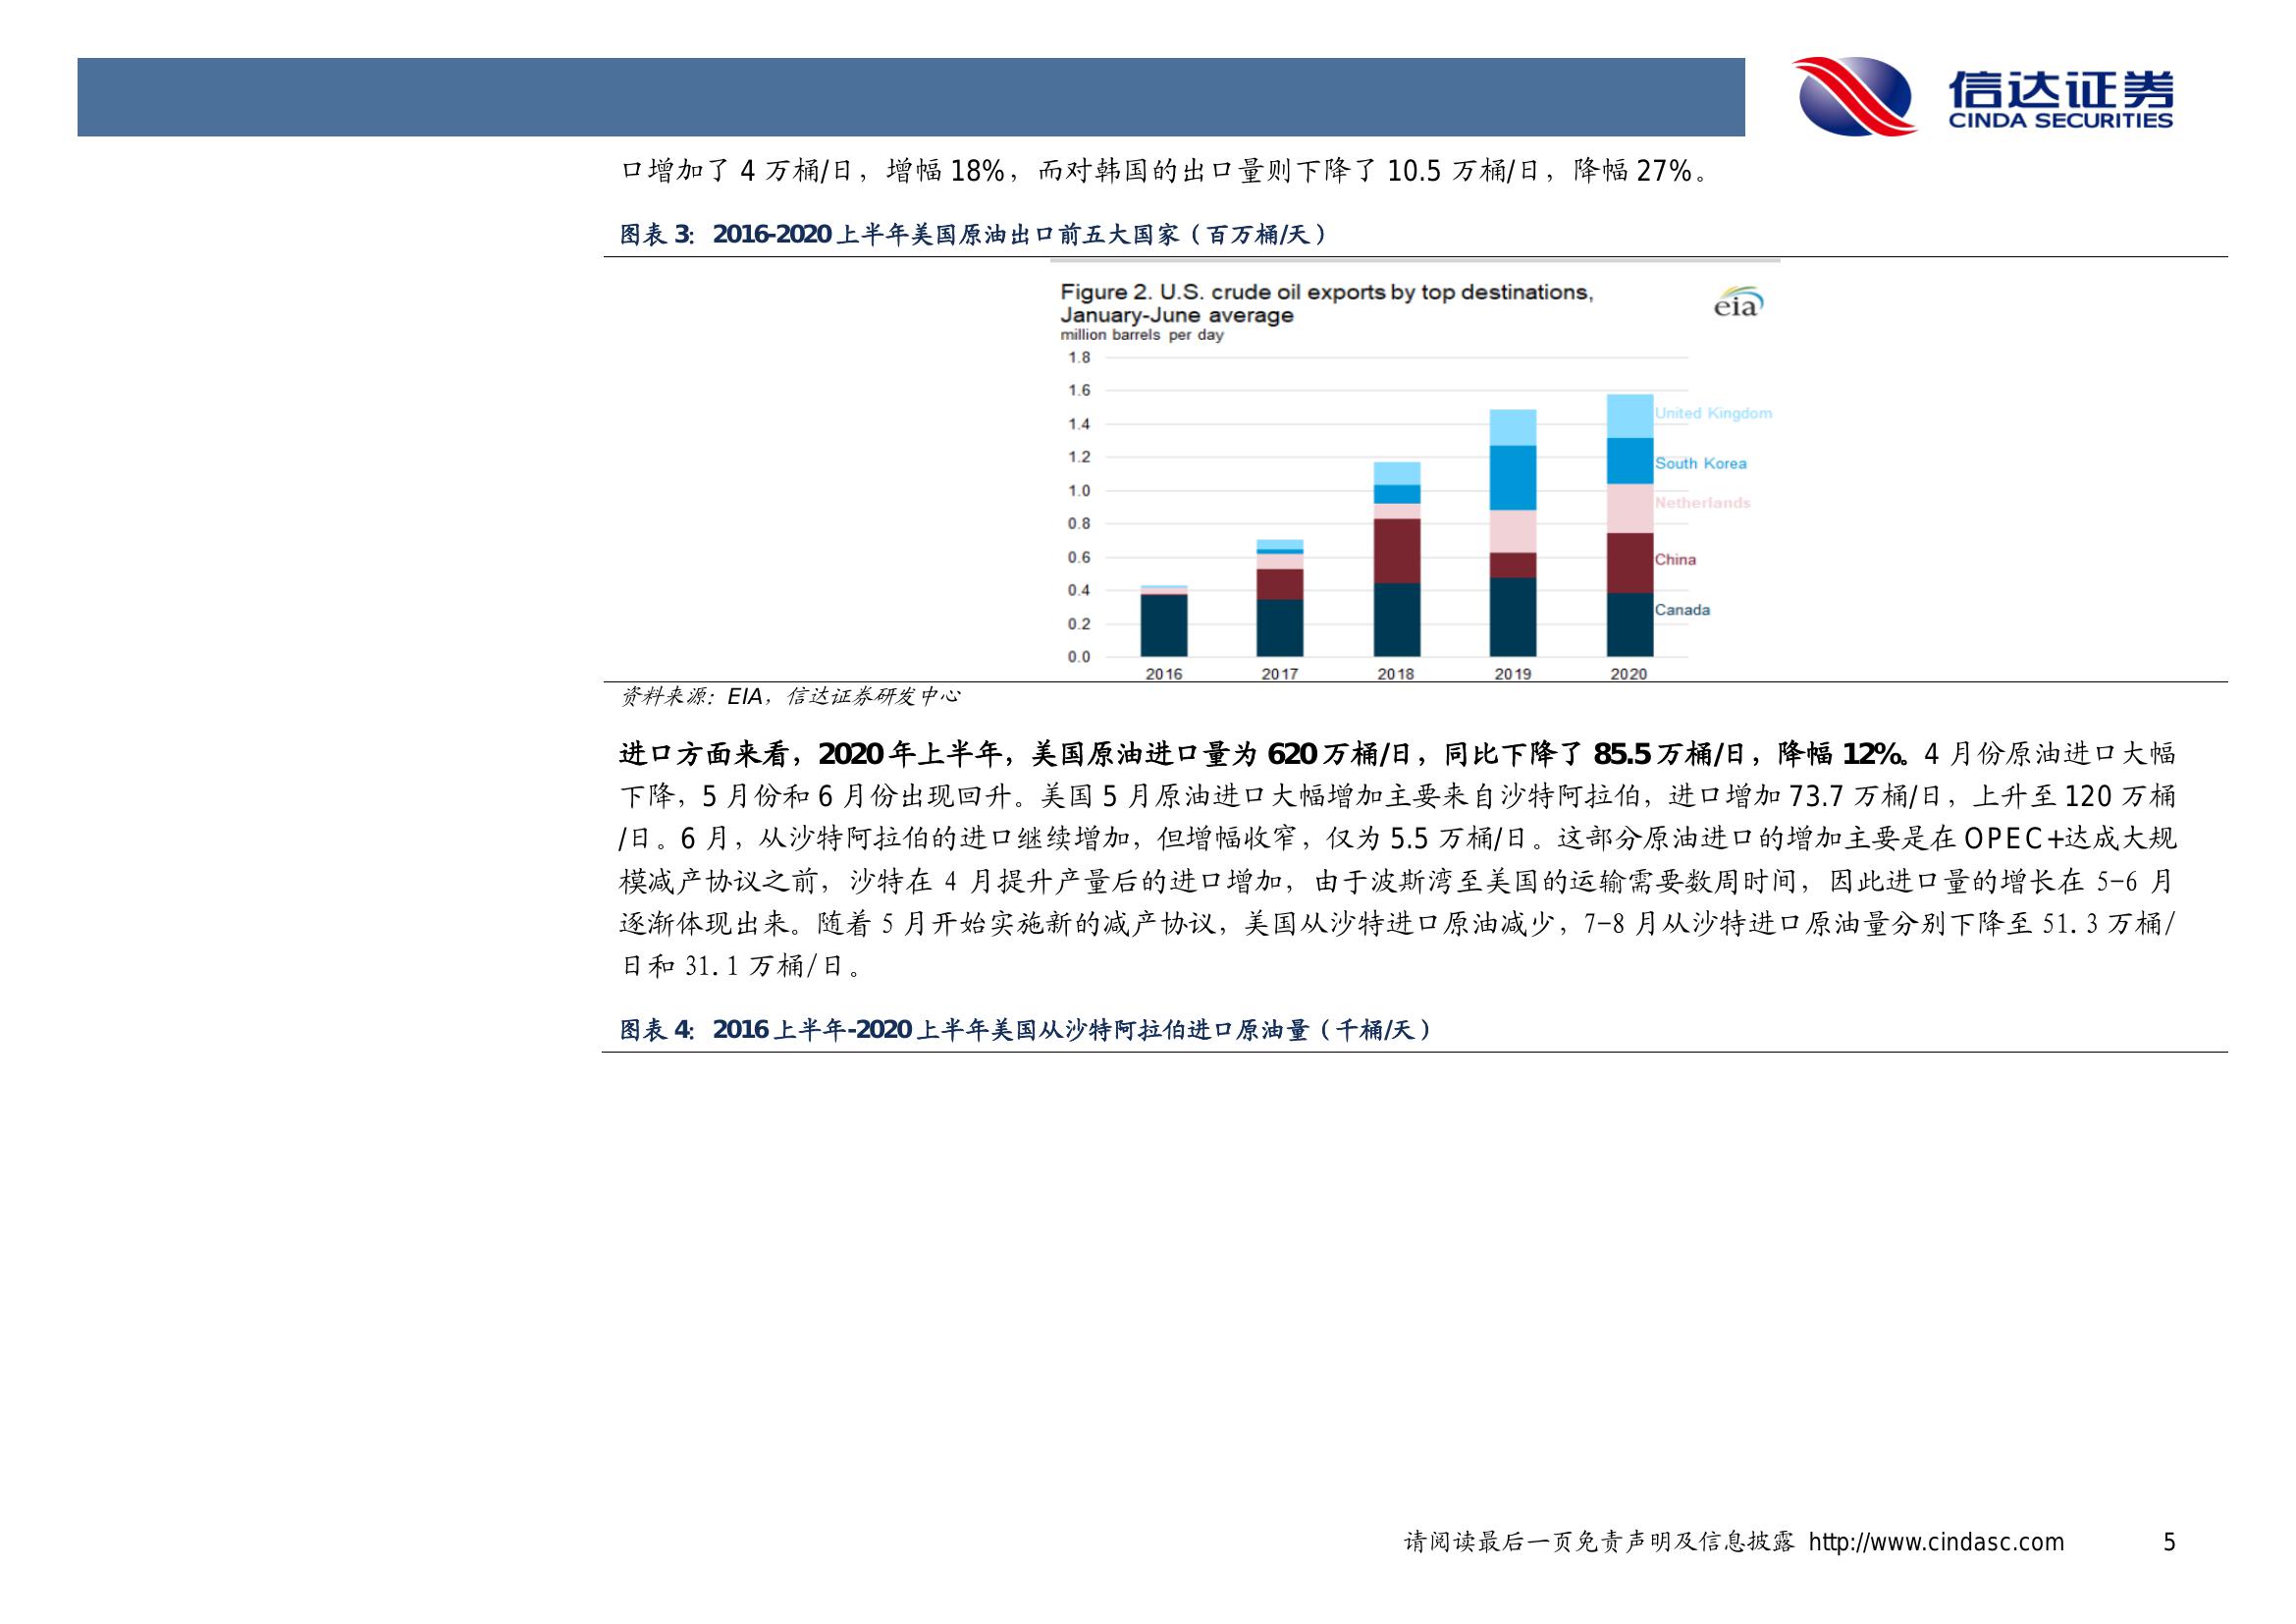 信达证券
CINDA SECURITIES
口增加了 4 万桶/日，增幅 18%，而对韩国的出口量则下降了 10.5 万桶/日，降幅 27%。
图表 3： 2016-2020 上半年美国原油出口前五大国家（百万桶/天）
Figure 2. U.S. crude oil exports by top destinations,
January-June average
million barrels per day
eia
1.8
1.6
1.4
1.2
1.0
0.8
0.6
0.4
0.2
0.0
United Kingdom
South Korea
Netherlands
China
Canada
2016 2017 2018 2019 2020
资料来源：EIA，信达证券研发中心
进口方面来看，2020 年上半年，美国原油进口量为 620 万桶/日，同比下降了 85.5 万桶/日，降幅 12%。4 月份原油进口大幅
下降，5 月份和 6 月份出现回升。美国 5 月原油进口大幅增加主要来自沙特阿拉伯，进口增加 73.7 万桶/日，上升至 120 万桶
/日。6 月，从沙特阿拉伯的进口继续增加，但增幅收窄，仅为 5.5 万桶/日。这部分原油进口的增加主要是在 OPEC+达成大规
模减产协议之前，沙特在 4 月提升产量后的进口增加，由于波斯湾至美国的运输需要数周时间，因此进口量的增长在 5-6 月
逐渐体现出来。随着 5 月开始实施新的减产协议，美国从沙特进口原油减少，7-8 月从沙特进口原油量分别下降至 51.3 万桶/
日和 31.1 万桶/日。
图表 4： 2016 上半年-2020 上半年美国从沙特阿拉伯进口原油量（千桶/天）
请阅读最后一页免责声明及信息披露 http://www.cindasc.com 5